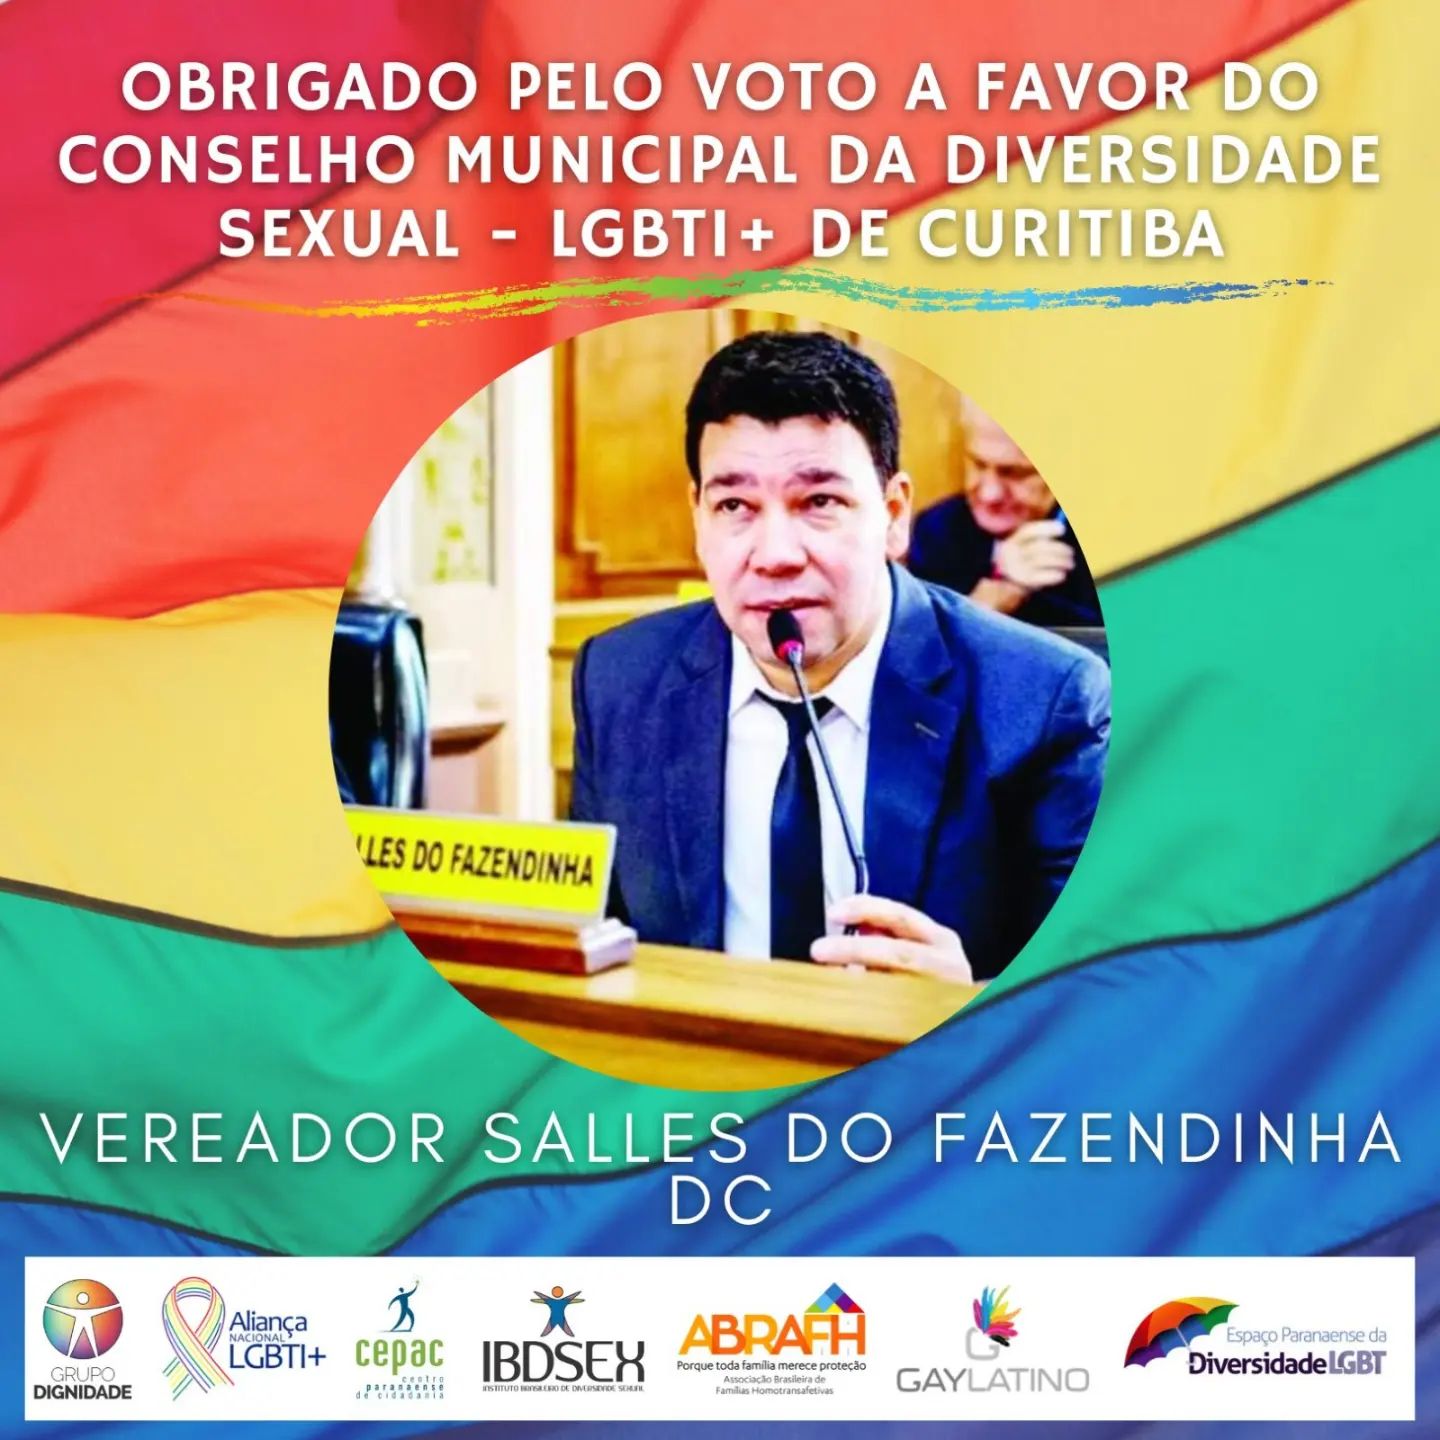 OBRIGADO PELO VOTO A FAVOR DO
CONSELHO MUNICIPAL DA DIVERSIDADE
SEXUAL - LGBTI+ DE CURITIBA
LLES DO FAZENDINHA
VEREADOR SALLES DO FAZENDINHA
DC
GRUPO
DIGNIDADE
Aliança
NACIONAL
LGBTI+
cepac
centro
paranaense
de cidadania
IBDSEX
INSTITUTO BRASILEIRO DE DIVERSIDADE SEXUAL
ABRAFH
Porque toda família merece proteção
Associação Brasileira de
Famílias Homotransafetivas
G
GAYLATINO
Espaço Paranaense da
DiversidadeLGBT